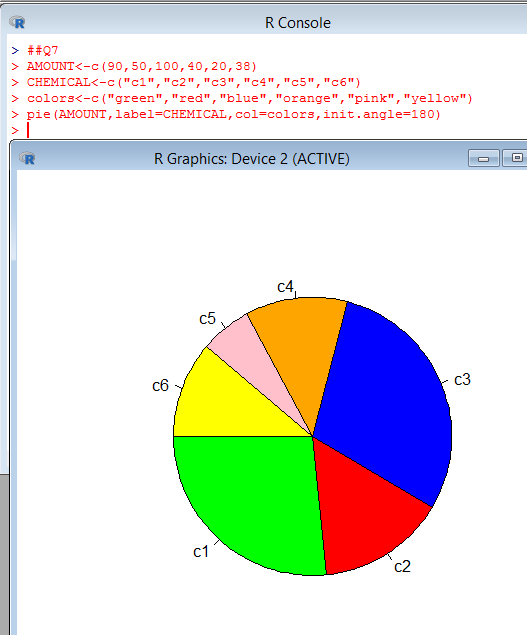 R Console
> ##Q7
> AMOUNT<-c(90,50,100,40,20,38)
> CHEMICAL<-c("c1","c2","c3","c4","c5","c6")
> colors<-c("green","red","blue","orange","pink","yellow")
> pie(AMOUNT,label=CHEMICAL,col=colors,init.angle=180)
>
R Graphics: Device 2 (ACTIVE)
c4
c5
c3
c6
c1
c2